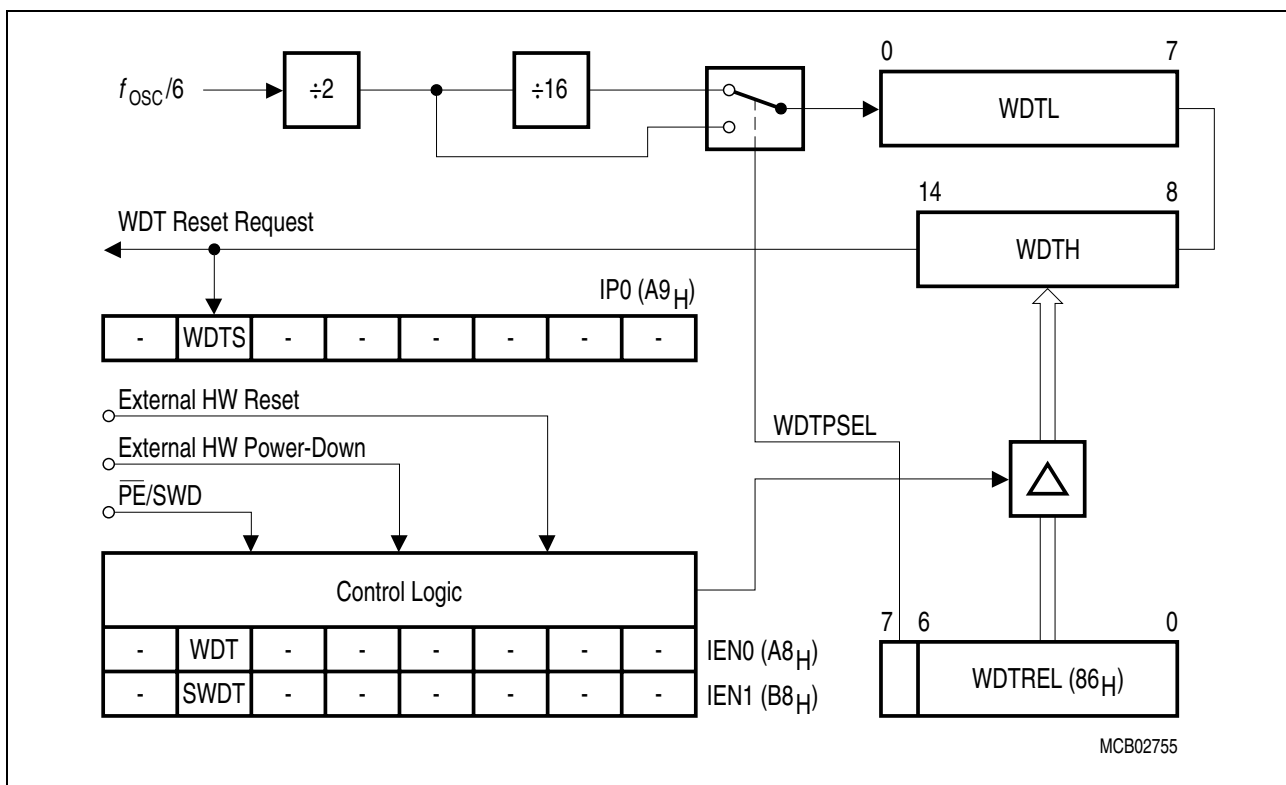 0 7
f OSC/6 ÷2 ÷16 WDTL
14 8
WDT Reset Request
WDTH
IP0 (A9H)
- WDTS - - - - - -
External HW Reset
WDTPSEL
External HW Power-Down
PE/SWD
Control Logic
7 6 0
- WDT - - - - - - IEN0 (A8H)
WDTREL (86H)
- SWDT - - - - - - IEN1 (B8H)
MCB02755